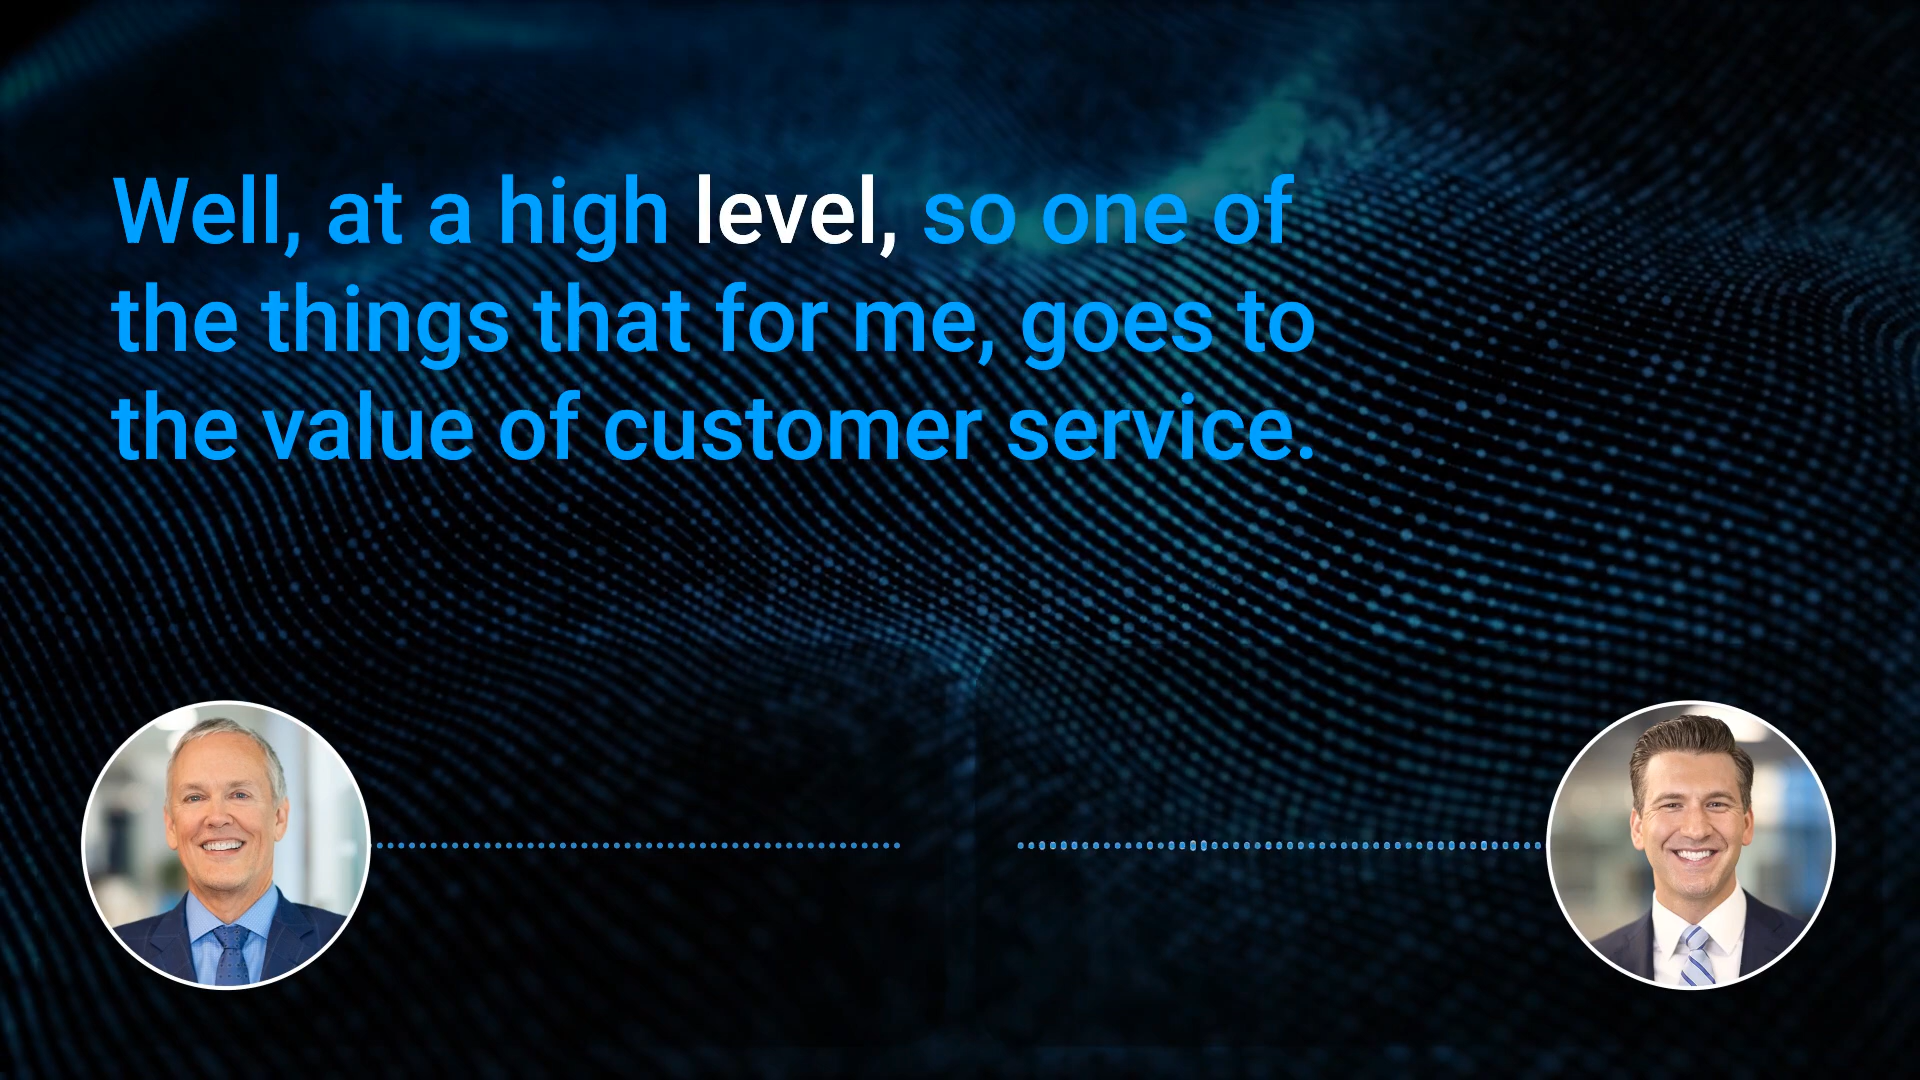 Well, at a high level, so one of
the things that for me, goes to
the value of customer service.